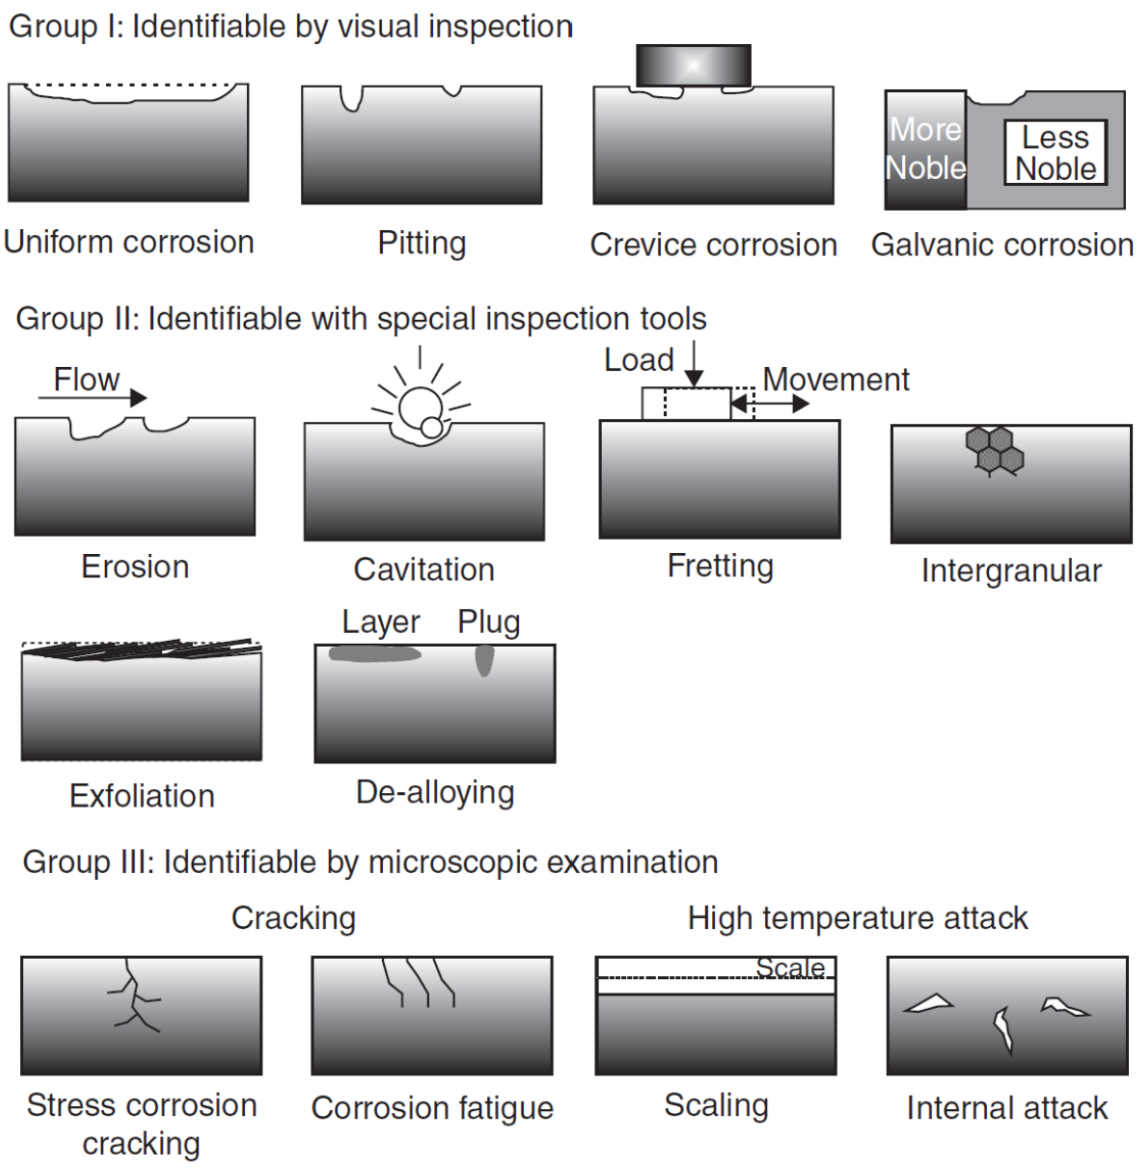 Group I: Identifiable by visual inspection
More
Noble
Less
Noble
Uniform corrosion
Pitting
Crevice corrosion
Galvanic corrosion
Group II: Identifiable with special inspection tools
Flow
Load
Movement
Erosion
Cavitation
Fretting
Intergranular
Layer
Plug
Exfoliation
De-alloying
Group III: Identifiable by microscopic examination
Cracking
High temperature attack
Scale
Stress corrosion
cracking
Corrosion fatigue
Scaling
Internal attack